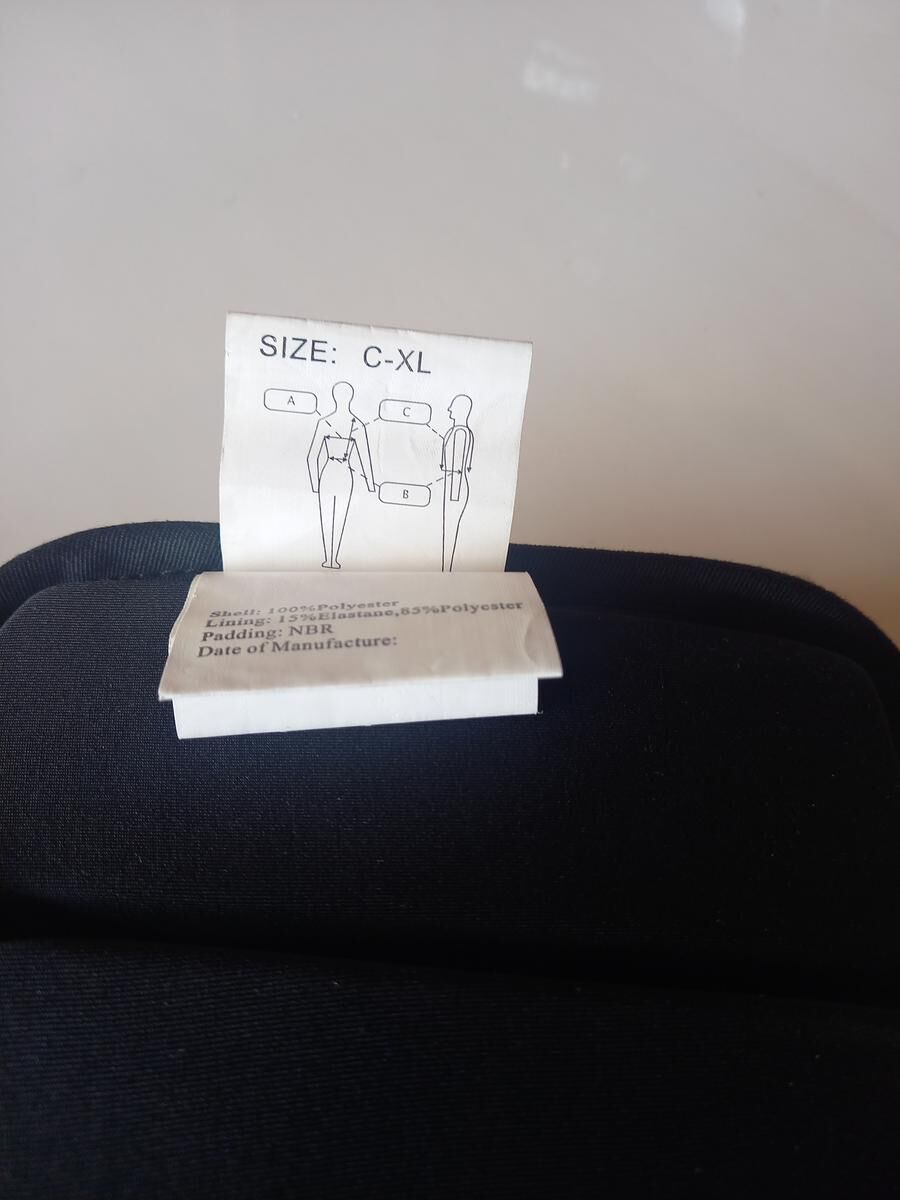 SIZE: C-XL
A
C
B
Shell: 100%Polyester
Lining: 15%Elastane,85%Polyester
Padding: NBR
Date of Manufacture: